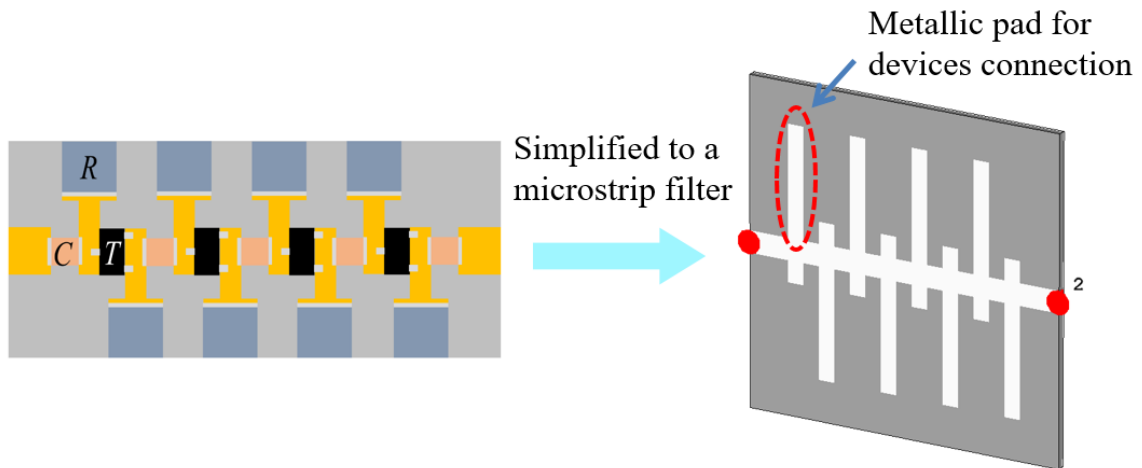 Metallic pad for
devices connection
R
Simplified to a
microstrip filter
C
T
2